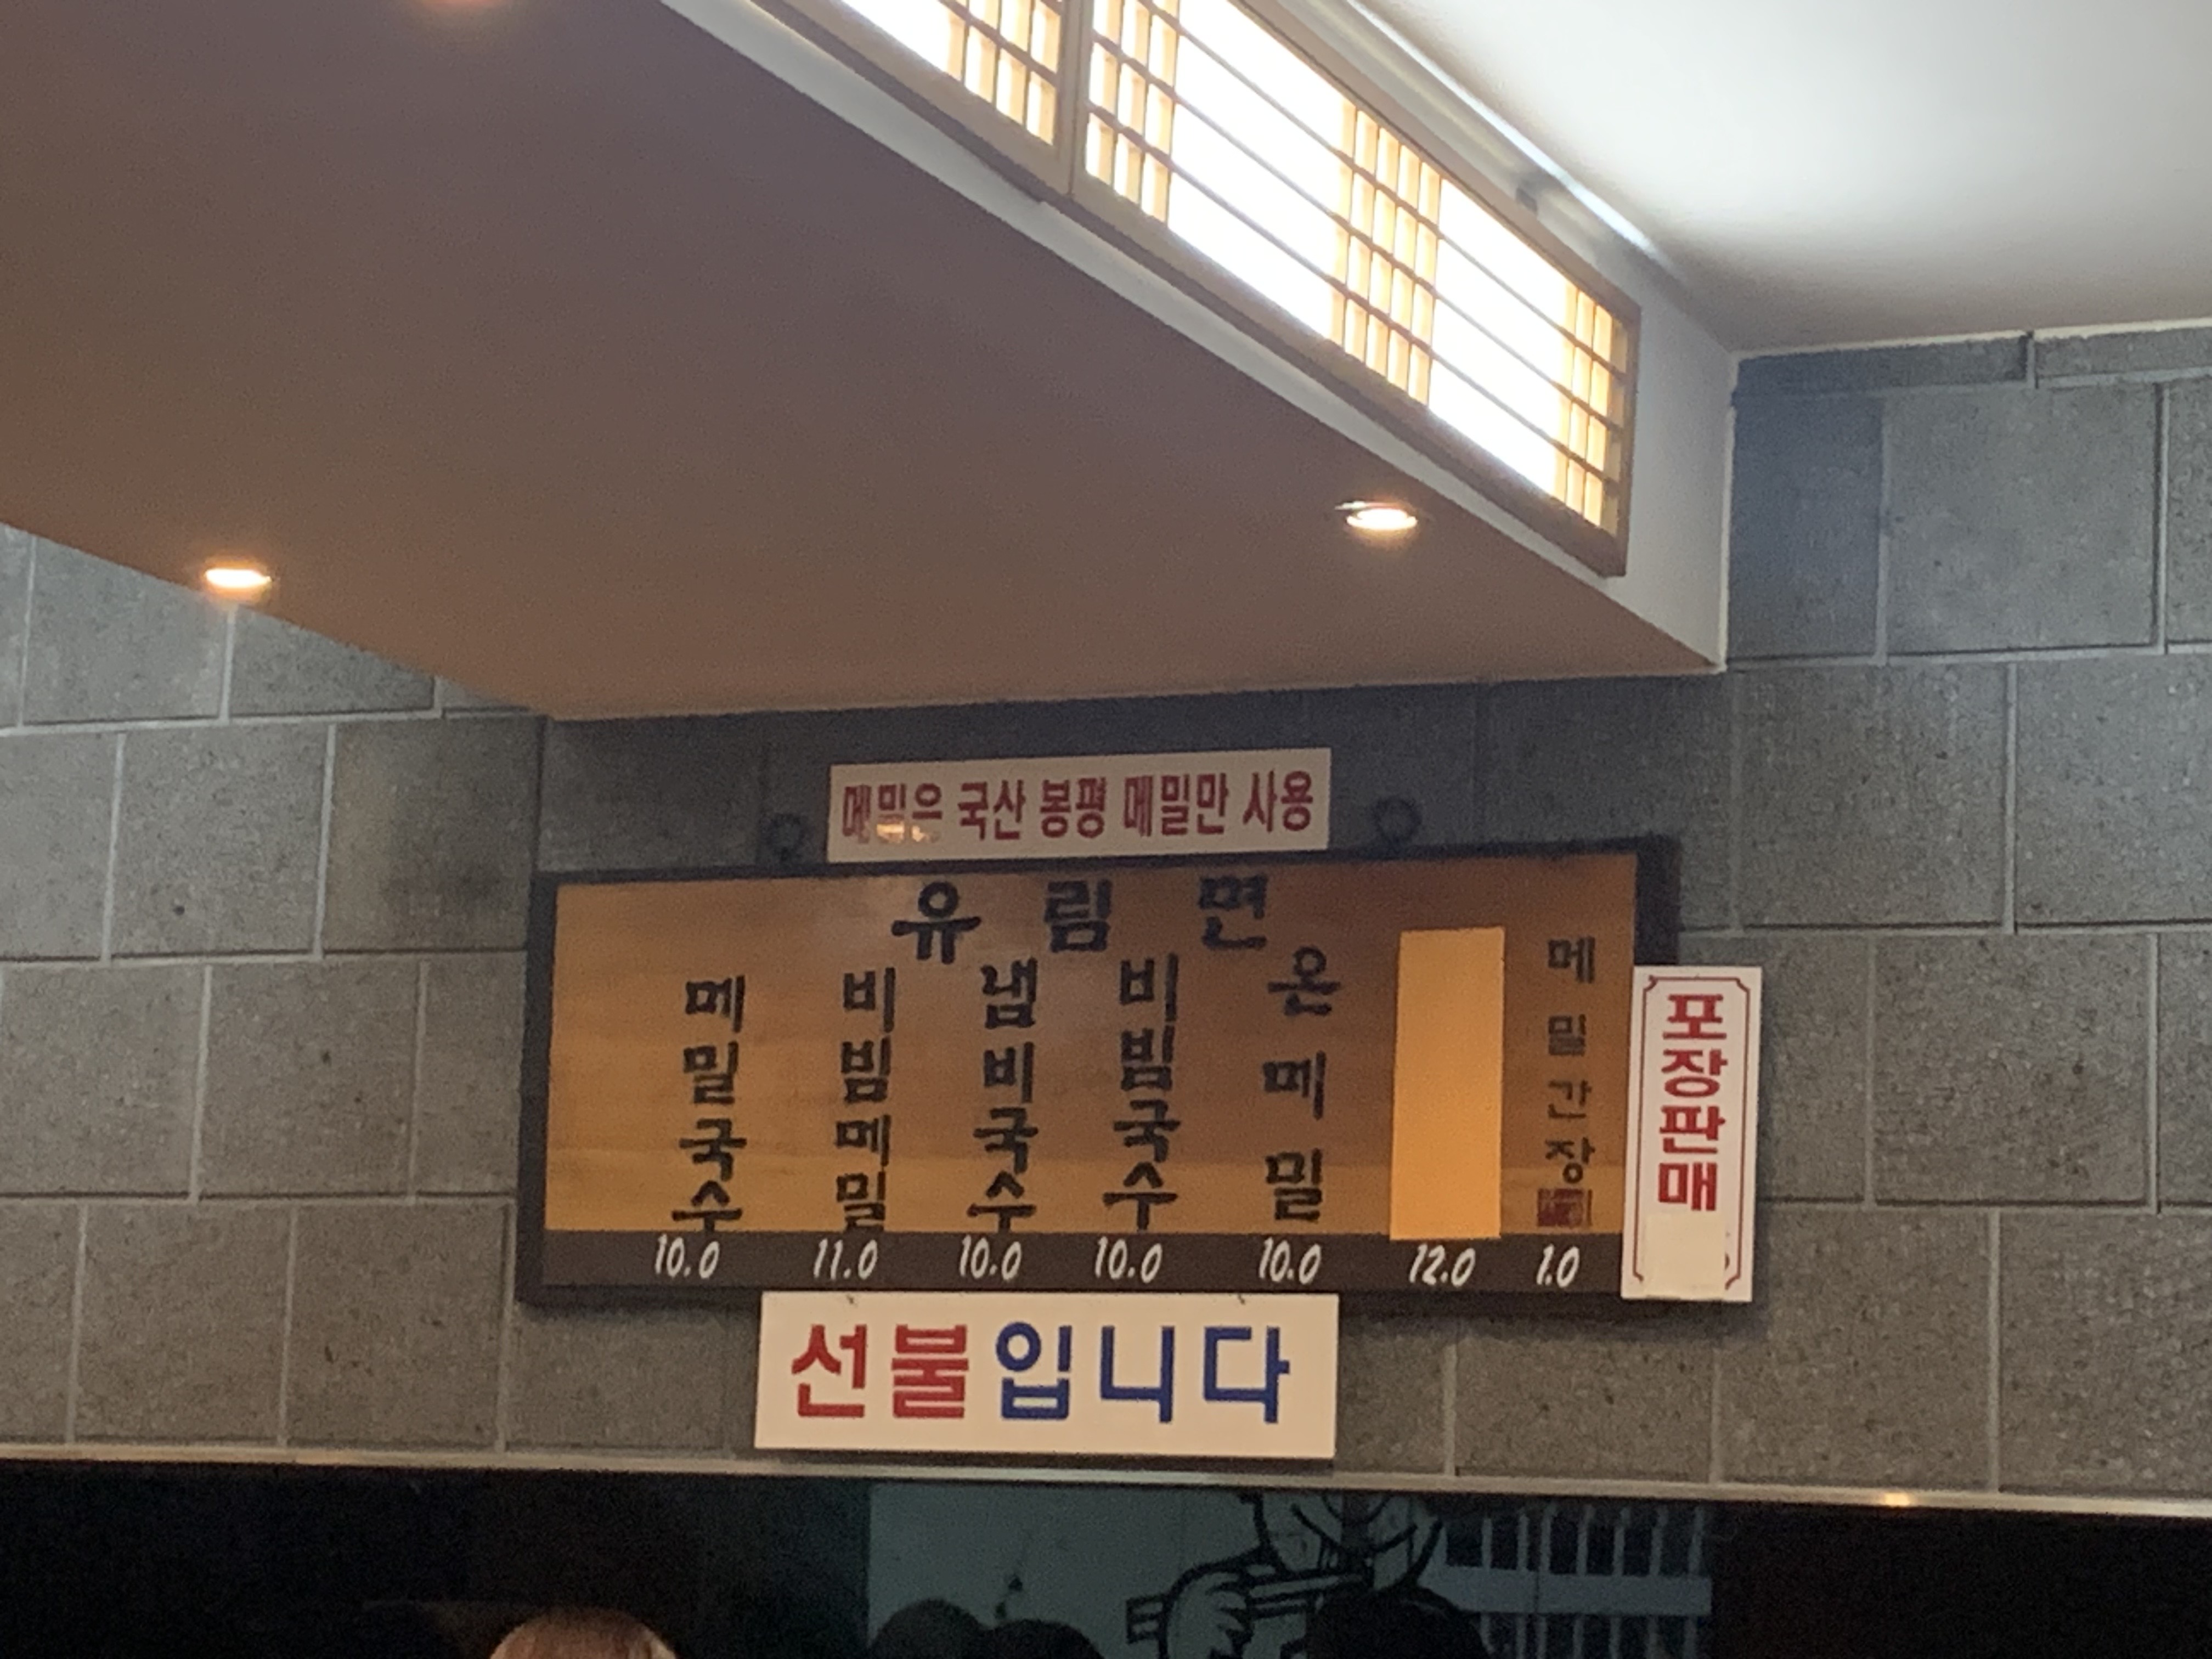 메밀은 국산 봉평 메밀만 사용
유림면
메밀국수 10.0
비빔메밀 11.0
냄비국수 10.0
비빔국수 10.0
온메밀 10.0
12.0
메밀간장 1.0
포장판매
선불입니다